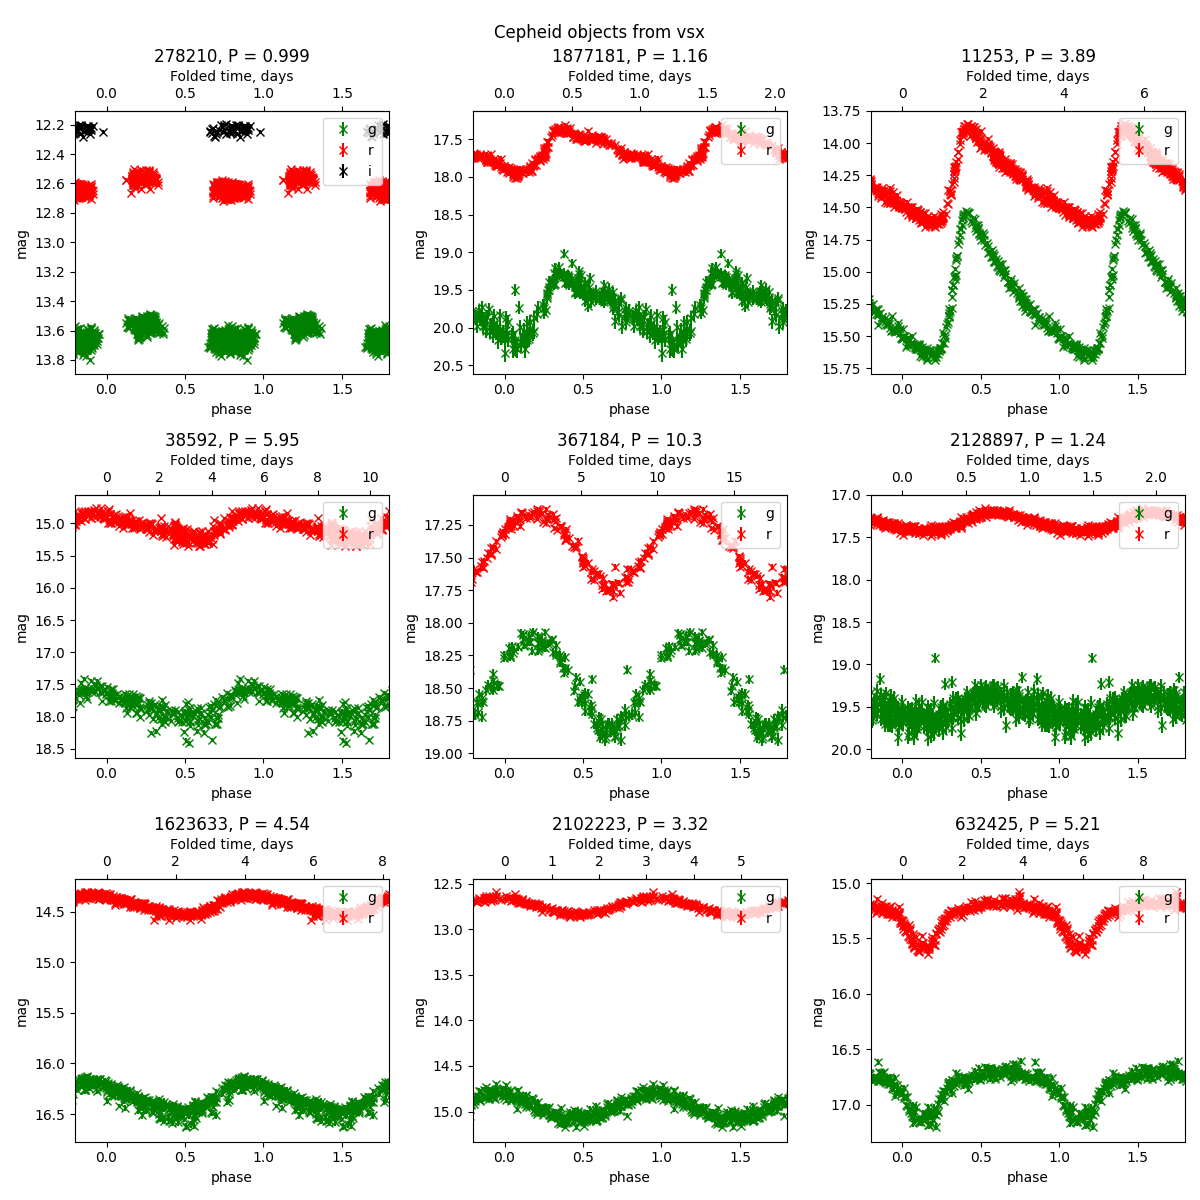 Cepheid objects from vsx
278210, P = 0.999
Folded time, days
0.0 0.5 1.0 1.5
12.2
12.4
12.6
12.8
13.0
13.2
13.4
13.6
13.8
mag
g
r
i
0.0 0.5 1.0 1.5
phase
1877181, P = 1.16
Folded time, days
0.0 0.5 1.0 1.5 2.0
17.5
18.0
18.5
19.0
19.5
20.0
20.5
mag
g
r
0.0 0.5 1.0 1.5
phase
11253, P = 3.89
Folded time, days
0 2 4 6
13.75
14.00
14.25
14.50
14.75
15.00
15.25
15.50
15.75
mag
g
r
0.0 0.5 1.0 1.5
phase
38592, P = 5.95
Folded time, days
0 2 4 6 8 10
15.0
15.5
16.0
16.5
17.0
17.5
18.0
18.5
mag
g
r
0.0 0.5 1.0 1.5
phase
367184, P = 10.3
Folded time, days
0 5 10 15
17.25
17.50
17.75
18.00
18.25
18.50
18.75
19.00
mag
g
r
0.0 0.5 1.0 1.5
phase
2128897, P = 1.24
Folded time, days
0.0 0.5 1.0 1.5 2.0
17.0
17.5
18.0
18.5
19.0
19.5
20.0
mag
g
r
0.0 0.5 1.0 1.5
phase
1623633, P = 4.54
Folded time, days
0 2 4 6 8
14.5
15.0
15.5
16.0
16.5
mag
g
r
0.0 0.5 1.0 1.5
phase
2102223, P = 3.32
Folded time, days
0 1 2 3 4 5
12.5
13.0
13.5
14.0
14.5
15.0
mag
g
r
0.0 0.5 1.0 1.5
phase
632425, P = 5.21
Folded time, days
0 2 4 6 8
15.0
15.5
16.0
16.5
17.0
mag
g
r
0.0 0.5 1.0 1.5
phase